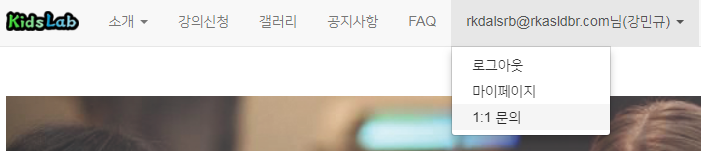 KidsLab 소개 강의신청 갤러리 공지사항 FAQ rkdalsrb@rkasldbr.com님(강민규)
로그아웃
마이페이지
1:1 문의